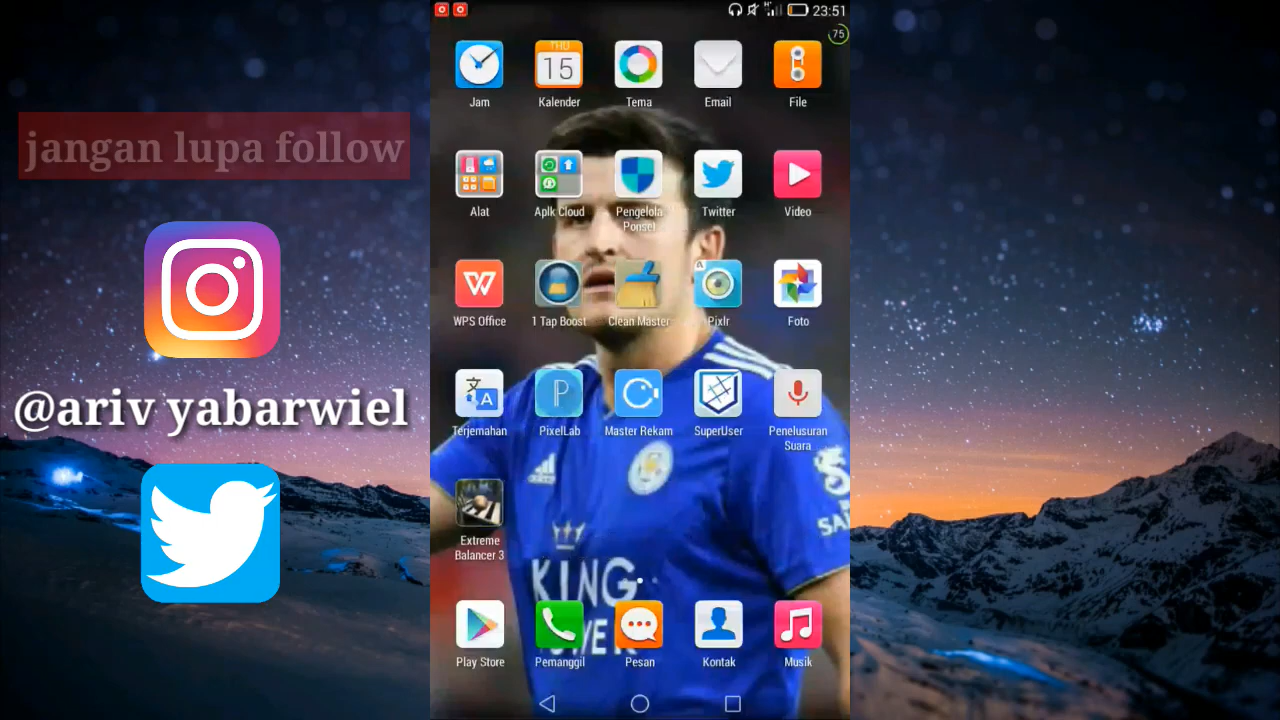 23:51
75
jangan lupa follow
@ariv yabarwiel
THU
15
Jam
Kalender
Tema
Email
File
Alat
Aplk Cloud
Pengelola
Ponsel
Twitter
Video
WPS Office
1 Tap Boost
Clean Master
Pixlr
Foto
Terjemahan
PixelLab
Master Rekam
SuperUser
Penelusuran
Suara
Extreme
Balancer 3
KING
Play Store
Pemanggil
Pesan
Kontak
Musik